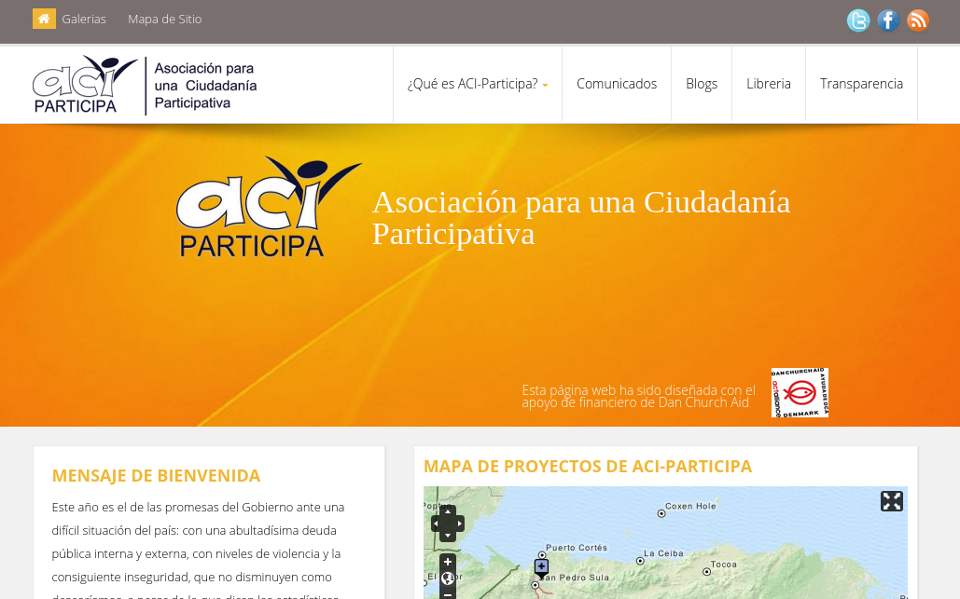 Galerias
Mapa de Sitio
aci
PARTICIPA
Asociación para
una Ciudadanía
Participativa
¿Qué es ACI-Participa?
Comunicados
Blogs
Libreria
Transparencia
aci
PARTICIPA
Asociación para una Ciudadanía
Participativa
Esta página web ha sido diseñada con el
apoyo de financiero de Dan Church Aid
DANCHURCHAID
AYUDA DE
DENMARK
actalliance
MENSAJE DE BIENVENIDA
Este año es el de las promesas del Gobierno ante una
difícil situación del país: con una abultadísima deuda
pública interna y externa, con niveles de violencia y la
consiguiente inseguridad, que no disminuyen como
MAPA DE PROYECTOS DE ACI-PARTICIPA
Coxen Hole
Puerto Cortés
La Ceiba
Tocoa
San Pedro Sula